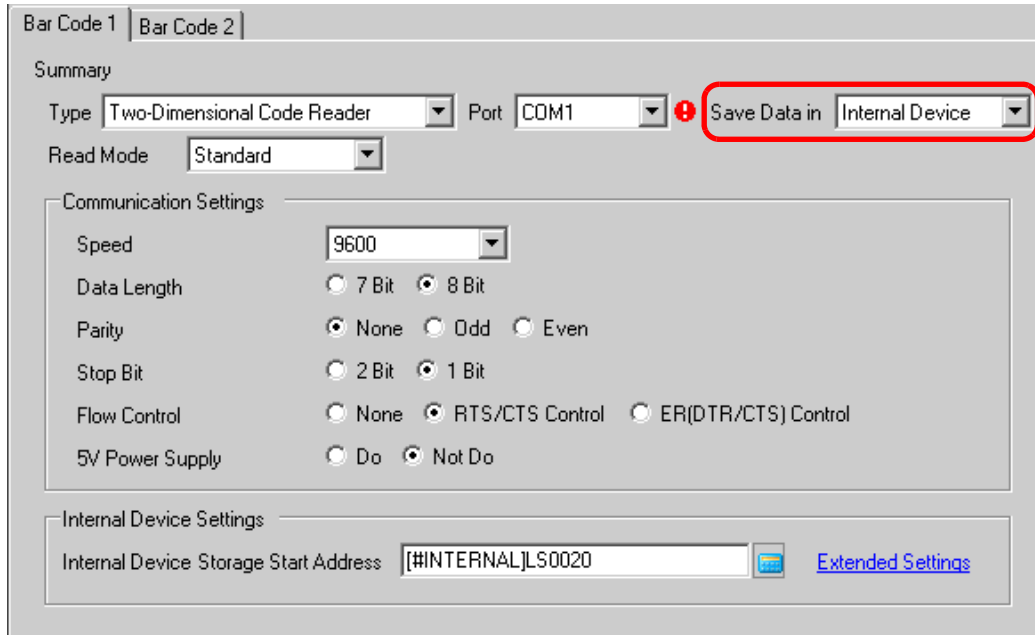 Bar Code 1 Bar Code 2
Summary
Type Two-Dimensional Code Reader Port COM1 Save Data in Internal Device
Read Mode Standard
Communication Settings
Speed 9600
Data Length 7 Bit 8 Bit
Parity None Odd Even
Stop Bit 2 Bit 1 Bit
Flow Control None RTS/CTS Control ER(DTR/CTS) Control
5V Power Supply Do Not Do
Internal Device Settings
Internal Device Storage Start Address [#INTERNAL]LS0020 Extended Settings